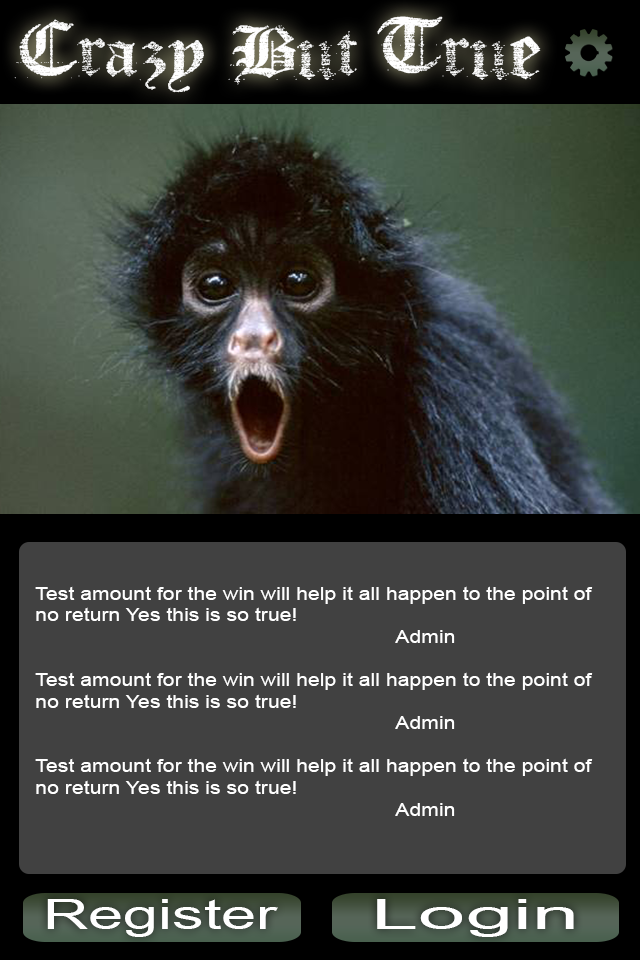 Crazy But True
Test amount for the win will help it all happen to the point of
no return Yes this is so true!
Admin
Test amount for the win will help it all happen to the point of
no return Yes this is so true!
Admin
Test amount for the win will help it all happen to the point of
no return Yes this is so true!
Admin
Register
Login